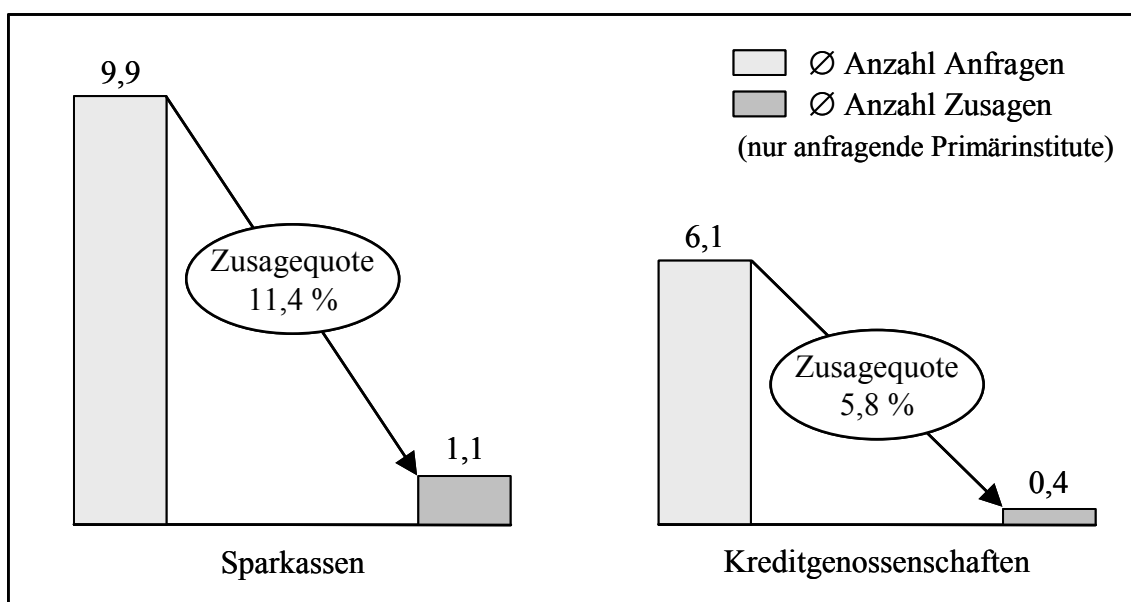 9,9
∅ Anzahl Anfragen
∅ Anzahl Zusagen
(nur anfragende Primärinstitute)
Zusagequote
11,4 %
1,1
Sparkassen
6,1
Zusagequote
5,8 %
0,4
Kreditgenossenschaften